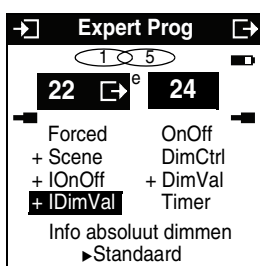 Expert Prog
1 5
22 e 24
Forced OnOff
+ Scene DimCtrl
+ IOnOff + DimVal
+ IDimVal Timer
Info absoluut dimmen
▸Standaard